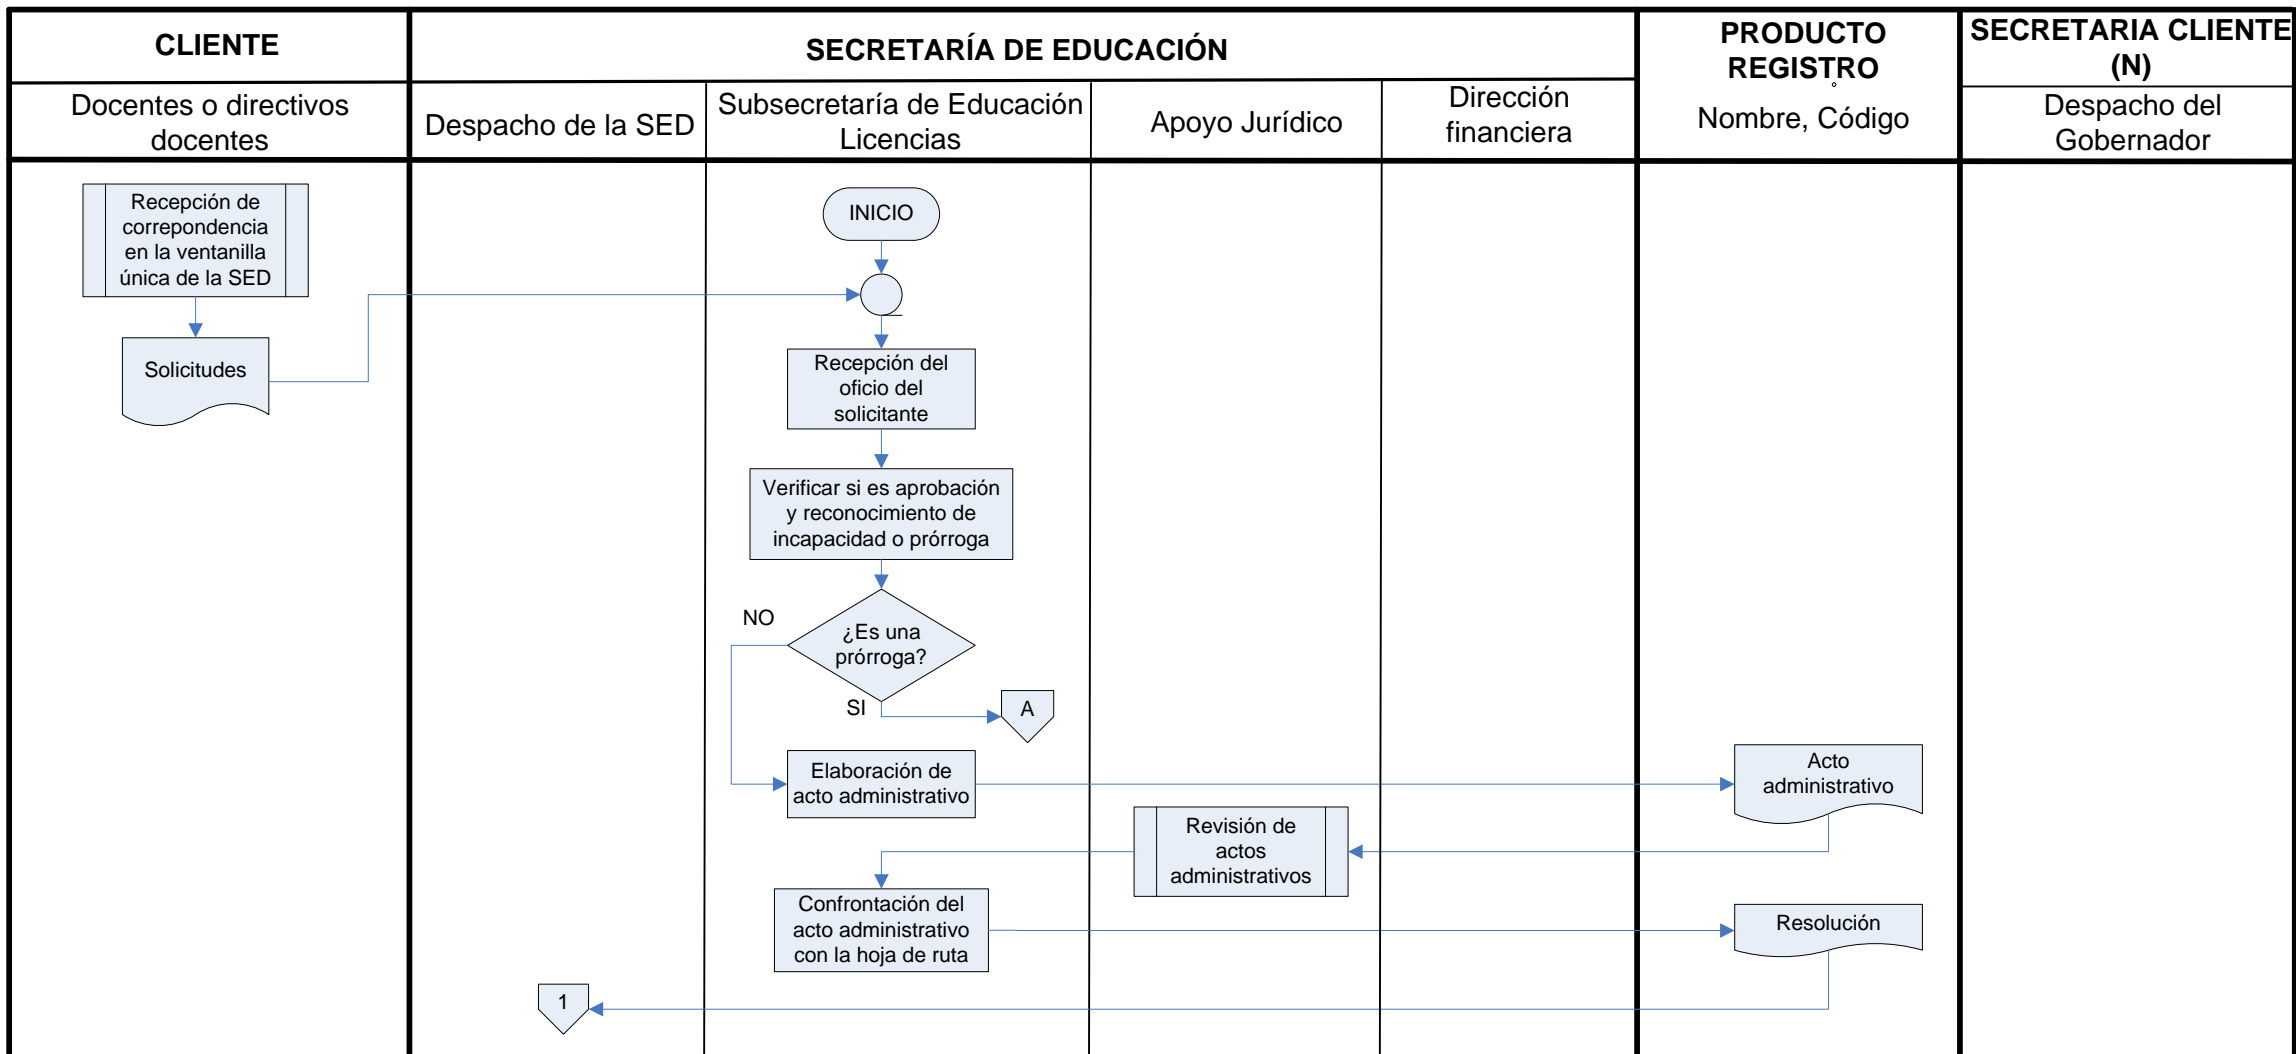 CLIENTE
SECRETARÍA DE EDUCACIÓN
PRODUCTO
REGISTRO
SECRETARIA CLIENTE
(N)
Docentes o directivos
docentes
Despacho de la SED
Subsecretaría de Educación
Licencias
Apoyo Jurídico
Dirección
financiera
Nombre, Código
Despacho del
Gobernador
Recepción de
correpondencia
en la ventanilla
única de la SED
INICIO
Solicitudes
Recepción del
oficio del
solicitante
Verificar si es aprobación
y reconocimiento de
incapacidad o prórroga
NO
¿Es una
prórroga?
SI
A
Elaboración de
acto administrativo
Acto
administrativo
Revisión de
actos
administrativos
Confrontación del
acto administrativo
con la hoja de ruta
Resolución
1